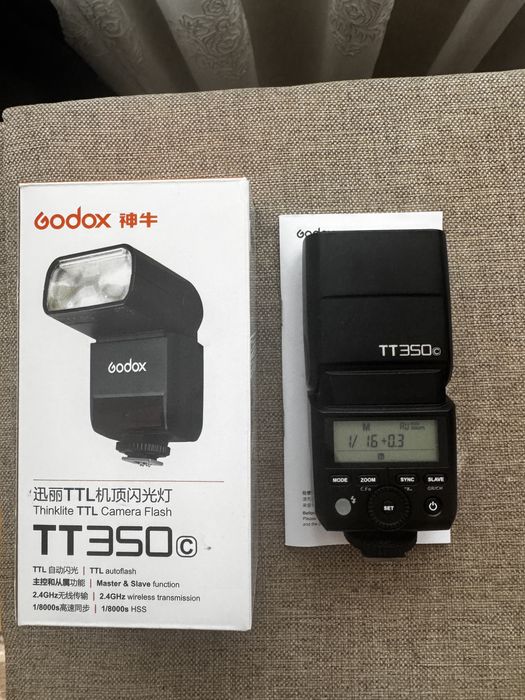 Godox 神牛
Godox
迅丽TTL机顶闪光灯
Thinklite TTL Camera Flash
TT350C
TTL 自动闪光 | TTL autoflash
主控和从属功能 | Master & Slave function
2.4GHz无线传输 | 2.4GHz wireless transmission
1/8000s高速同步 | 1/8000s HSS
TT350C
M
1/16+0.3
MODE ZOOM SYNC SLAVE
GR/CH
SET